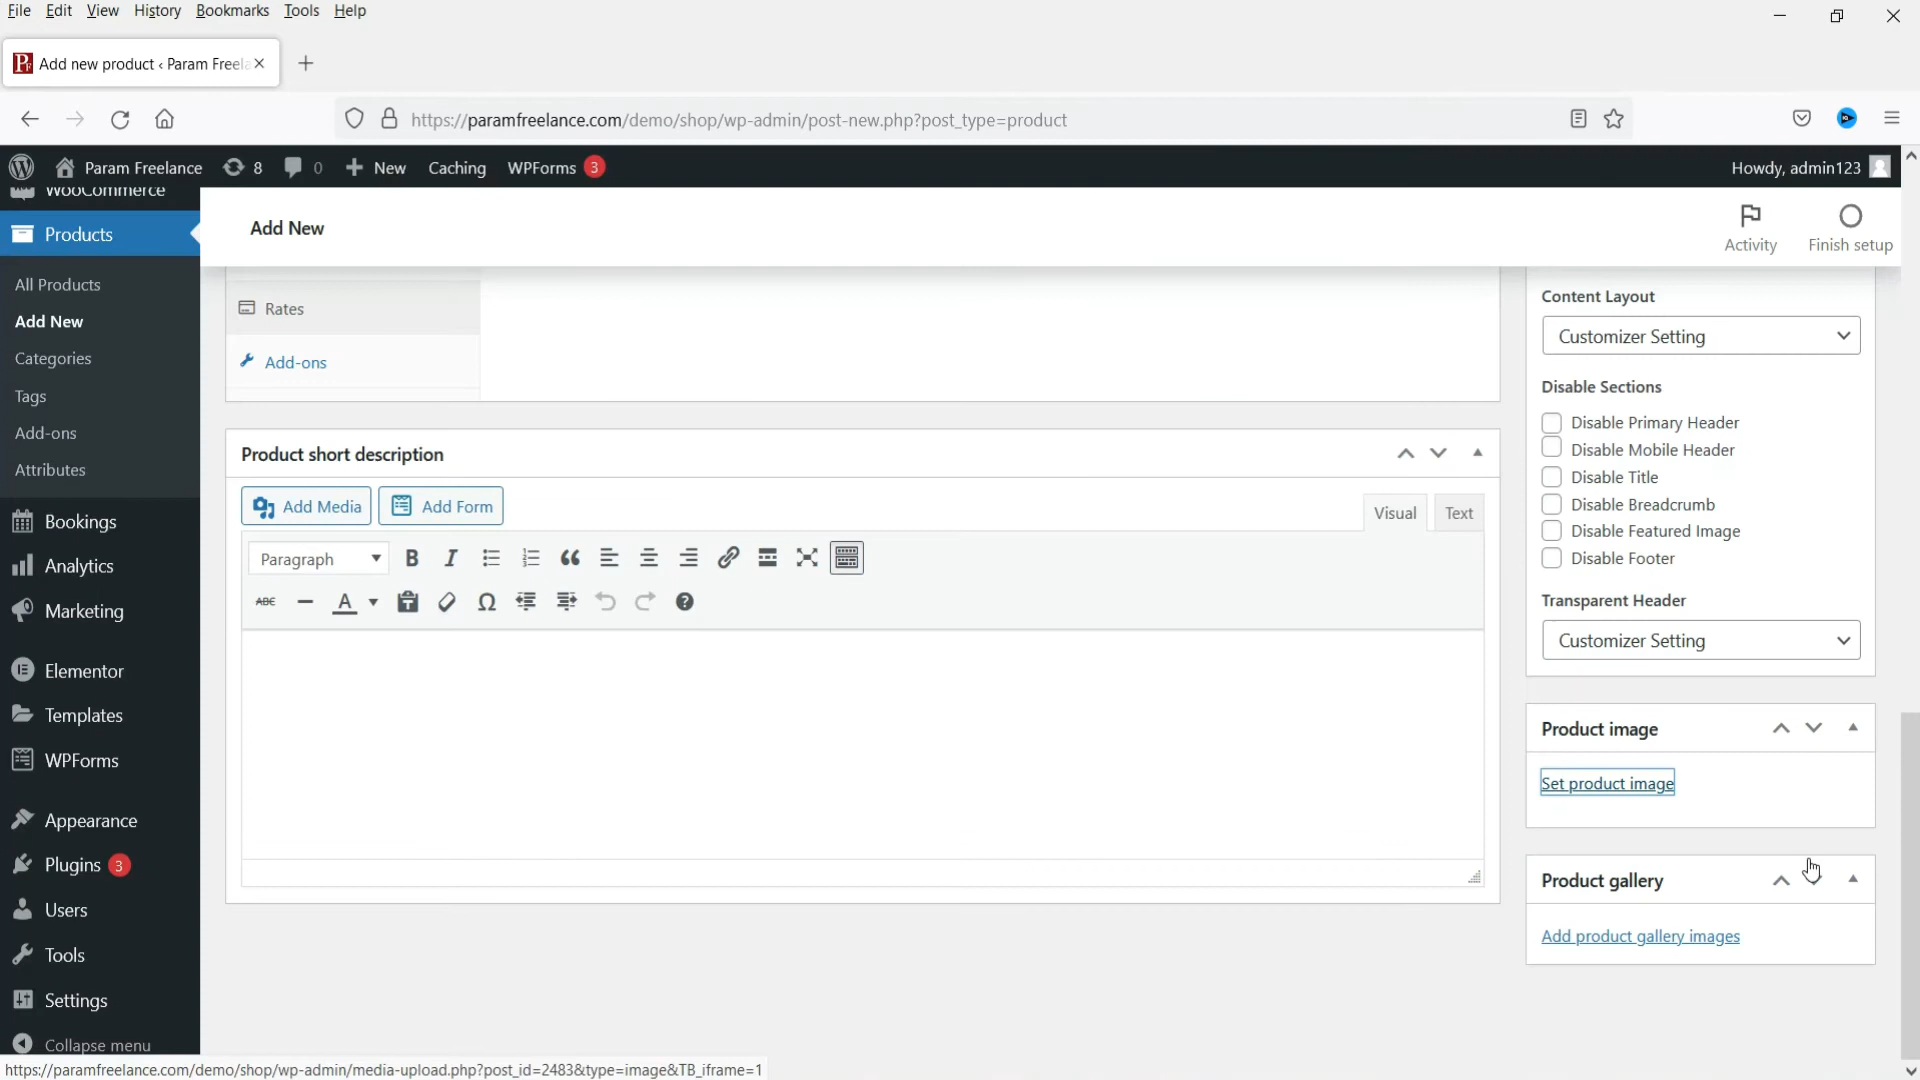 File Edit View History Bookmarks Tools Help
Add new product ‹ Param Freela
https://paramfreelance.com/demo/shop/wp-admin/post-new.php?post_type=product
Param Freelance 8 0 New Caching WPForms 3 Howdy, admin123
WooCommerce
Products
All Products
Add New
Categories
Tags
Add-ons
Attributes
Bookings
Analytics
Marketing
Elementor
Templates
WPForms
Appearance
Plugins 3
Users
Tools
Settings
Collapse menu
Add New
Activity
Finish setup
Rates
Add-ons
Product short description
Add Media Add Form
Visual Text
Paragraph
ABC
Content Layout
Customizer Setting
Disable Sections
Disable Primary Header
Disable Mobile Header
Disable Title
Disable Breadcrumb
Disable Featured Image
Disable Footer
Transparent Header
Customizer Setting
Product image
Set product image
Product gallery
Add product gallery images
https://paramfreelance.com/demo/shop/wp-admin/media-upload.php?post_id=2483&type=image&TB_iframe=1